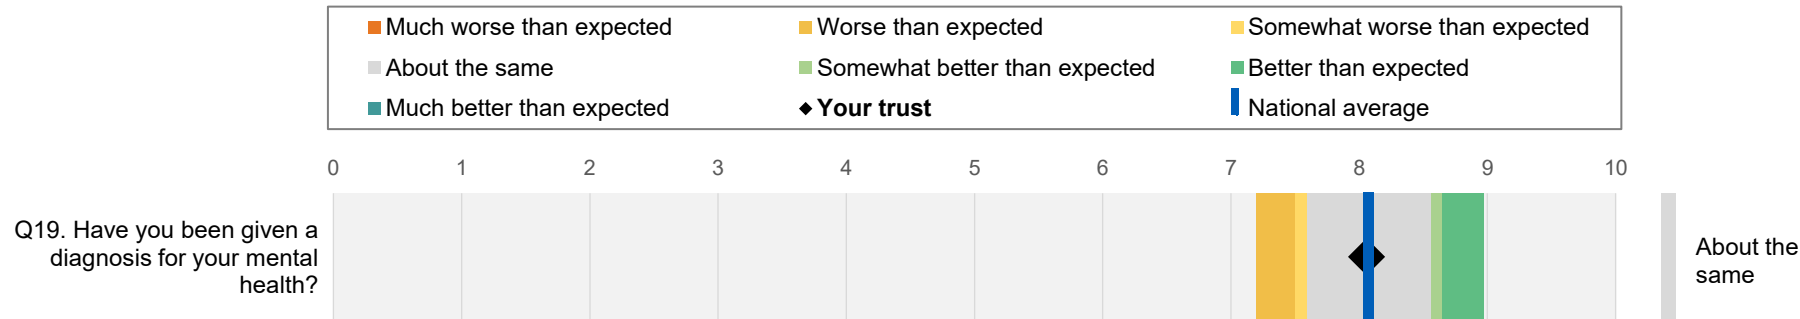 Much worse than expected
Worse than expected
Somewhat worse than expected
About the same
Somewhat better than expected
Better than expected
Much better than expected
Your trust
National average
0 1 2 3 4 5 6 7 8 9 10
Q19. Have you been given a
diagnosis for your mental
health?
About the
same